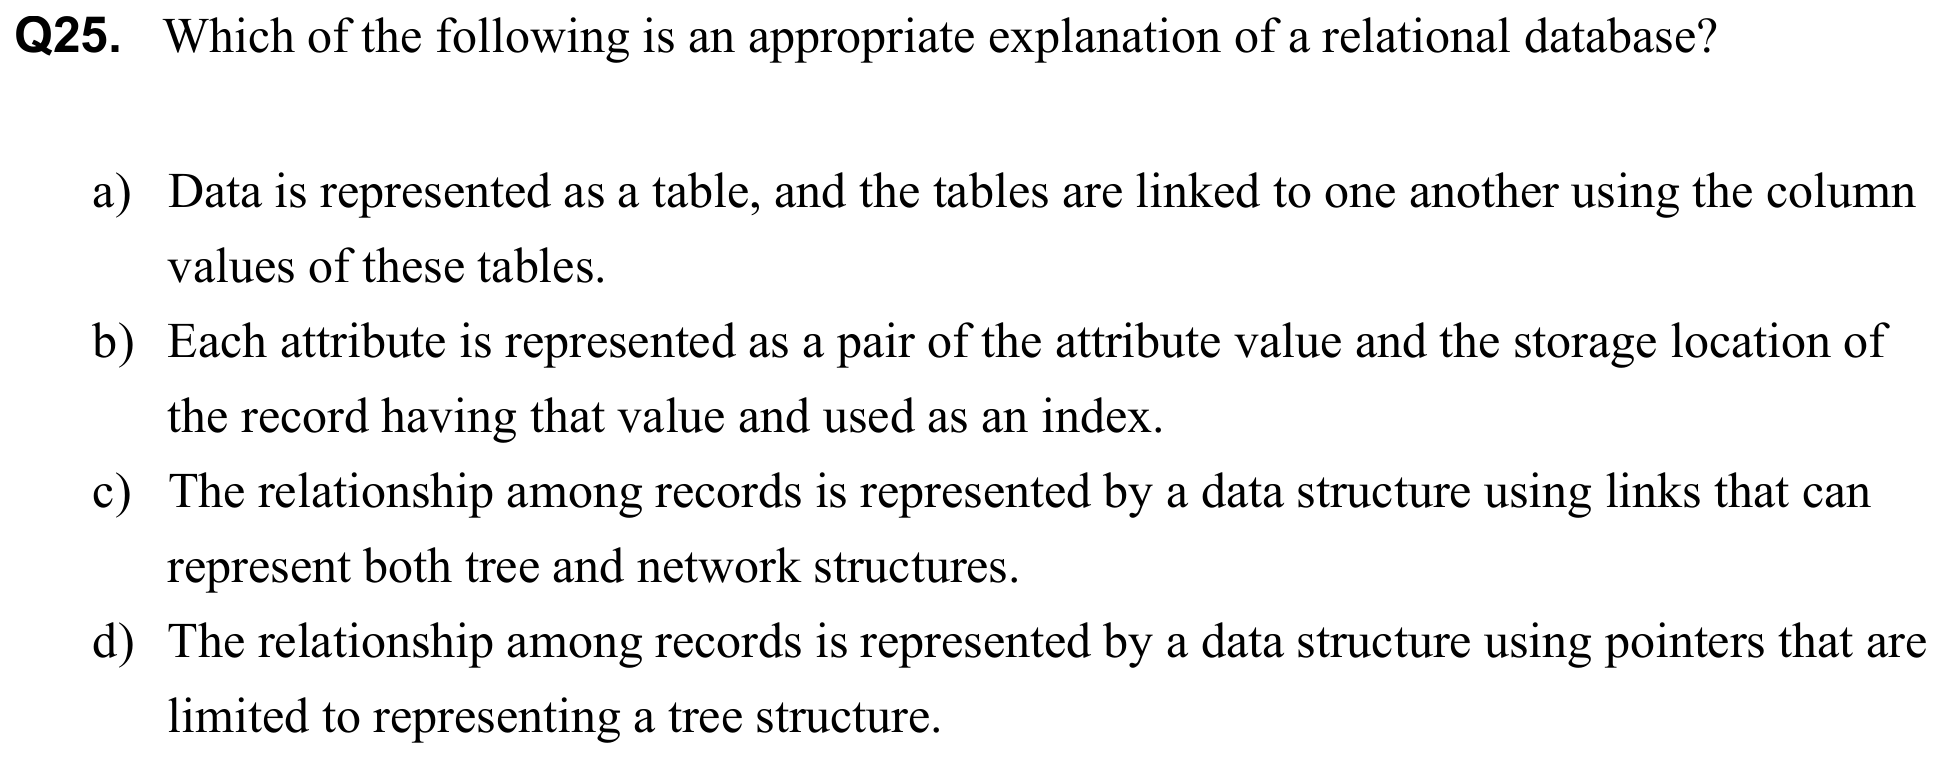 Q25. Which of the following is an appropriate explanation of a relational database?
a) Data is represented as a table, and the tables are linked to one another using the column
values of these tables.
b) Each attribute is represented as a pair of the attribute value and the storage location of
the record having that value and used as an index.
c) The relationship among records is represented by a data structure using links that can
represent both tree and network structures.
d) The relationship among records is represented by a data structure using pointers that are
limited to representing a tree structure.